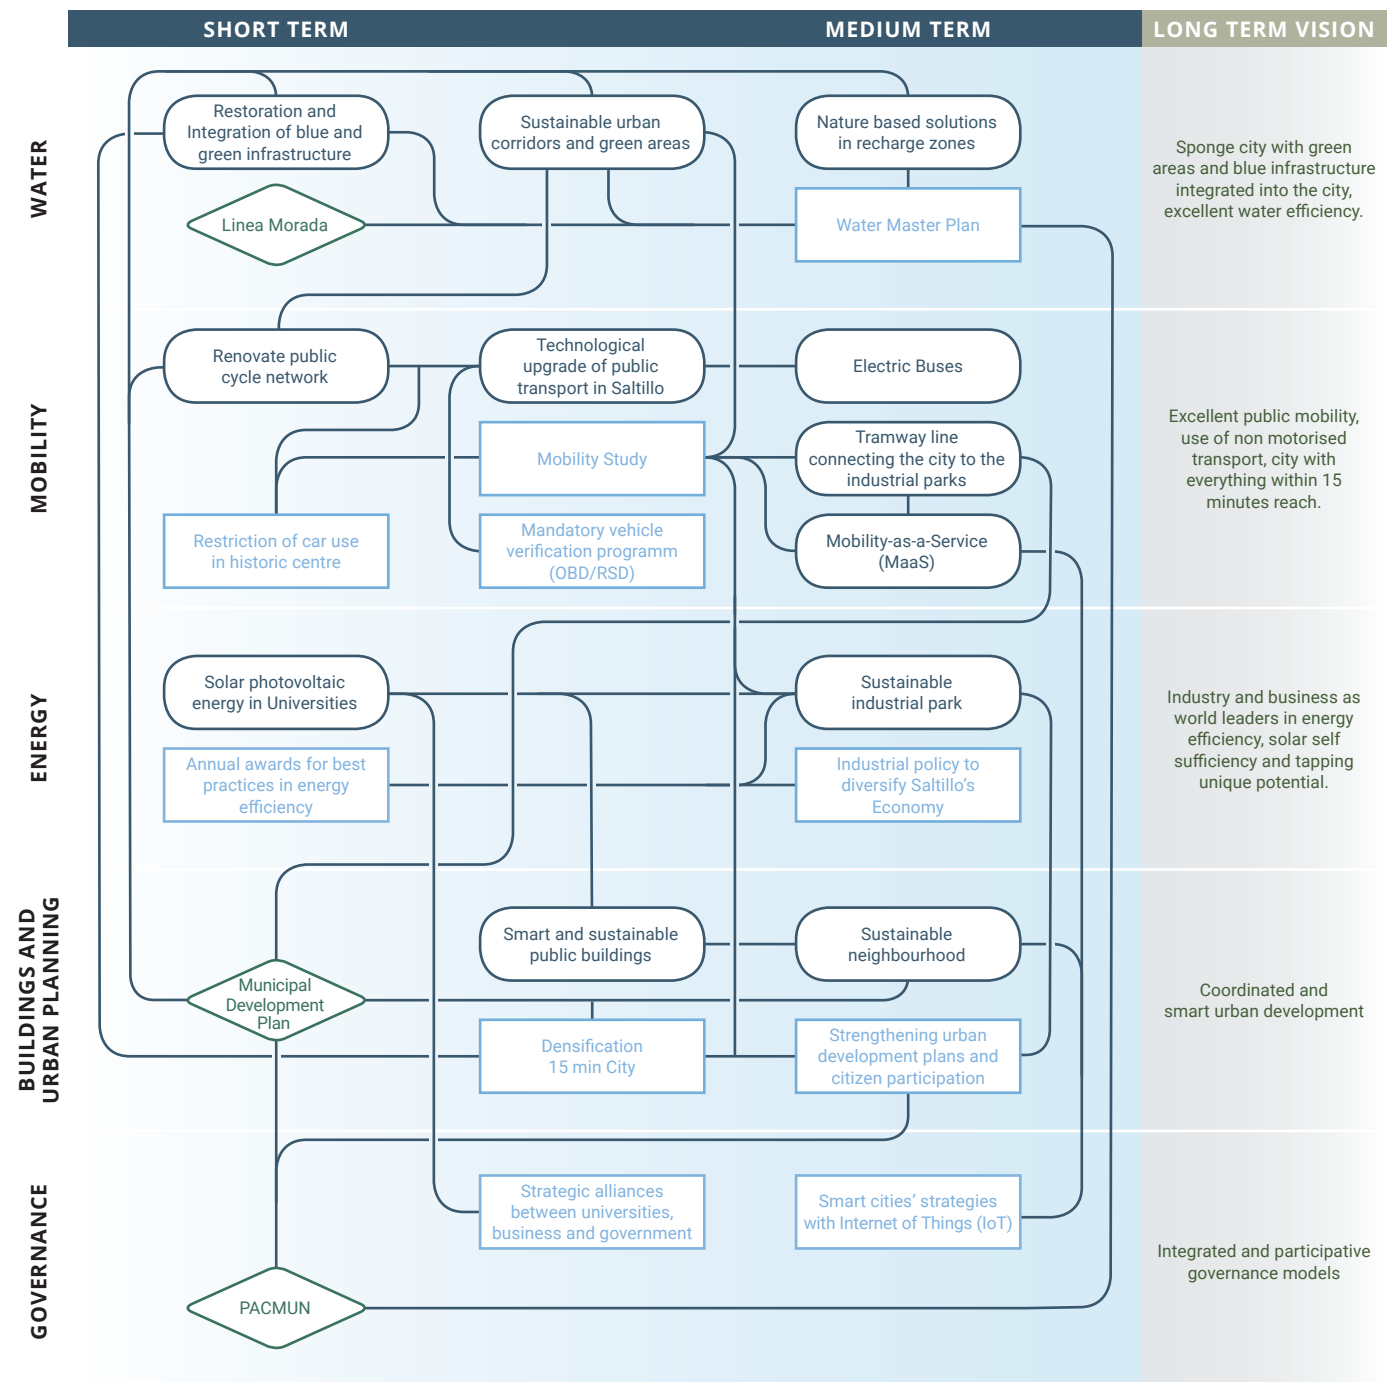 SHORT TERM
MEDIUM TERM
LONG TERM VISION
WATER
Restoration and
Integration of blue and
green infrastructure
Sustainable urban
corridors and green areas
Nature based solutions
in recharge zones
Linea Morada
Water Master Plan
Sponge city with green
areas and blue infrastructure
integrated into the city,
excellent water efficiency.
MOBILITY
Renovate public
cycle network
Technological
upgrade of public
transport in Saltillo
Electric Buses
Mobility Study
Tramway line
connecting the city to the
industrial parks
Restriction of car use
in historic centre
Mandatory vehicle
verification programm
(OBD/RSD)
Mobility-as-a-Service
(MaaS)
Excellent public mobility,
use of non motorised
transport, city with
everything within 15
minutes reach.
ENERGY
Solar photovoltaic
energy in Universities
Sustainable
industrial park
Annual awards for best
practices in energy
efficiency
Industrial policy to
diversify Saltillo’s
Economy
Industry and business as
world leaders in energy
efficiency, solar self
sufficiency and tapping
unique potential.
BUILDINGS AND
URBAN PLANNING
Smart and sustainable
public buildings
Sustainable
neighbourhood
Municipal
Development
Plan
Densification
15 min City
Strengthening urban
development plans and
citizen participation
Coordinated and
smart urban development
GOVERNANCE
Strategic alliances
between universities,
business and government
Smart cities’ strategies
with Internet of Things (IoT)
PACMUN
Integrated and participative
governance models